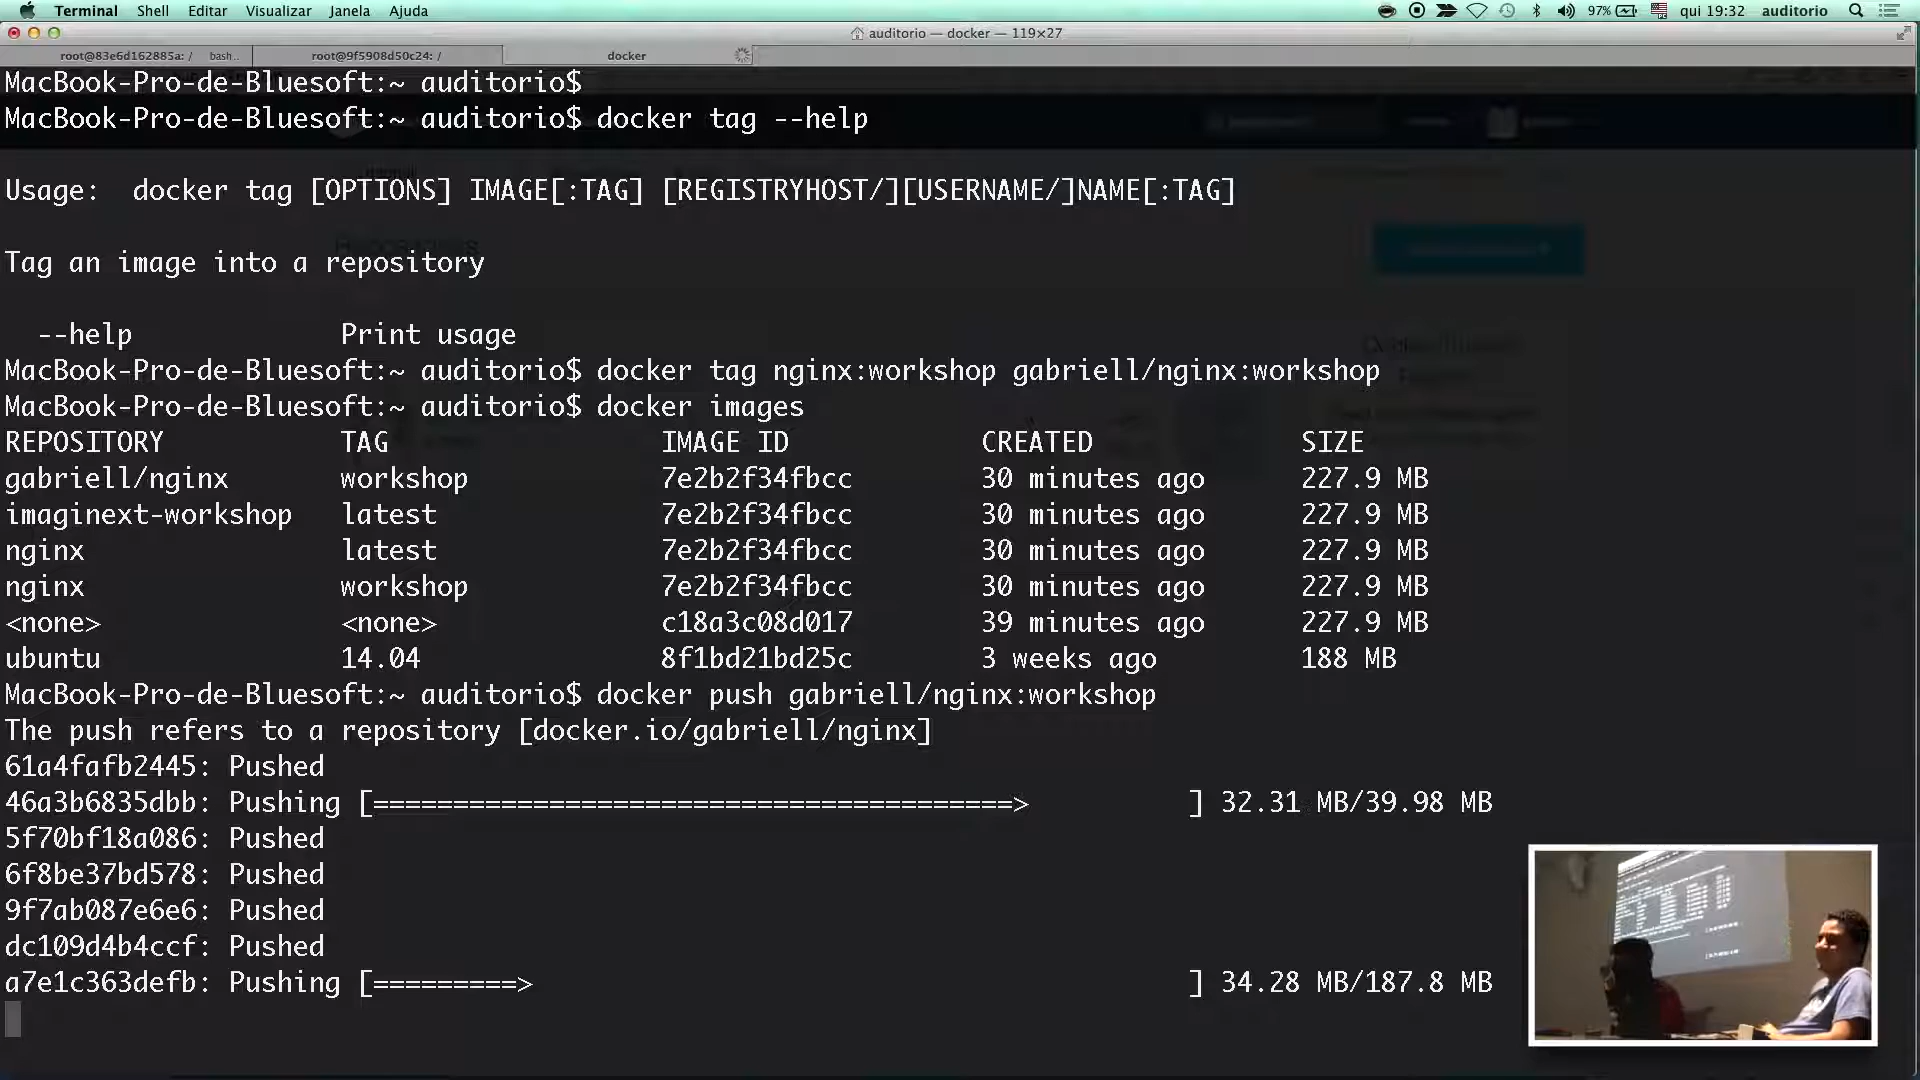 Terminal Shell Editar Visualizar Janela Ajuda 97% qui 19:32 auditorio
auditorio — docker — 119×27
root@83e6d162885a: / bash... root@9f5908d50c24: / docker
MacBook-Pro-de-Bluesoft:~ auditorio$
MacBook-Pro-de-Bluesoft:~ auditorio$ docker tag --help
Usage:  docker tag [OPTIONS] IMAGE[:TAG] [REGISTRYHOST/][USERNAME/]NAME[:TAG]
Tag an image into a repository
--help Print usage
MacBook-Pro-de-Bluesoft:~ auditorio$ docker tag nginx:workshop gabriell/nginx:workshop
MacBook-Pro-de-Bluesoft:~ auditorio$ docker images
REPOSITORY TAG IMAGE ID CREATED SIZE
gabriell/nginx workshop 7e2b2f34fbcc 30 minutes ago 227.9 MB
imaginext-workshop latest 7e2b2f34fbcc 30 minutes ago 227.9 MB
nginx latest 7e2b2f34fbcc 30 minutes ago 227.9 MB
nginx workshop 7e2b2f34fbcc 30 minutes ago 227.9 MB
<none> <none> c18a3c08d017 39 minutes ago 227.9 MB
ubuntu 14.04 8f1bd21bd25c 3 weeks ago 188 MB
MacBook-Pro-de-Bluesoft:~ auditorio$ docker push gabriell/nginx:workshop
The push refers to a repository [docker.io/gabriell/nginx]
61a4fafb2445: Pushed
46a3b6835dbb: Pushing [========================================>          ] 32.31 MB/39.98 MB
5f70bf18a086: Pushed
6f8be37bd578: Pushed
9f7ab087e6e6: Pushed
dc109d4b4ccf: Pushed
a7e1c363defb: Pushing [=========>                                         ] 34.28 MB/187.8 MB